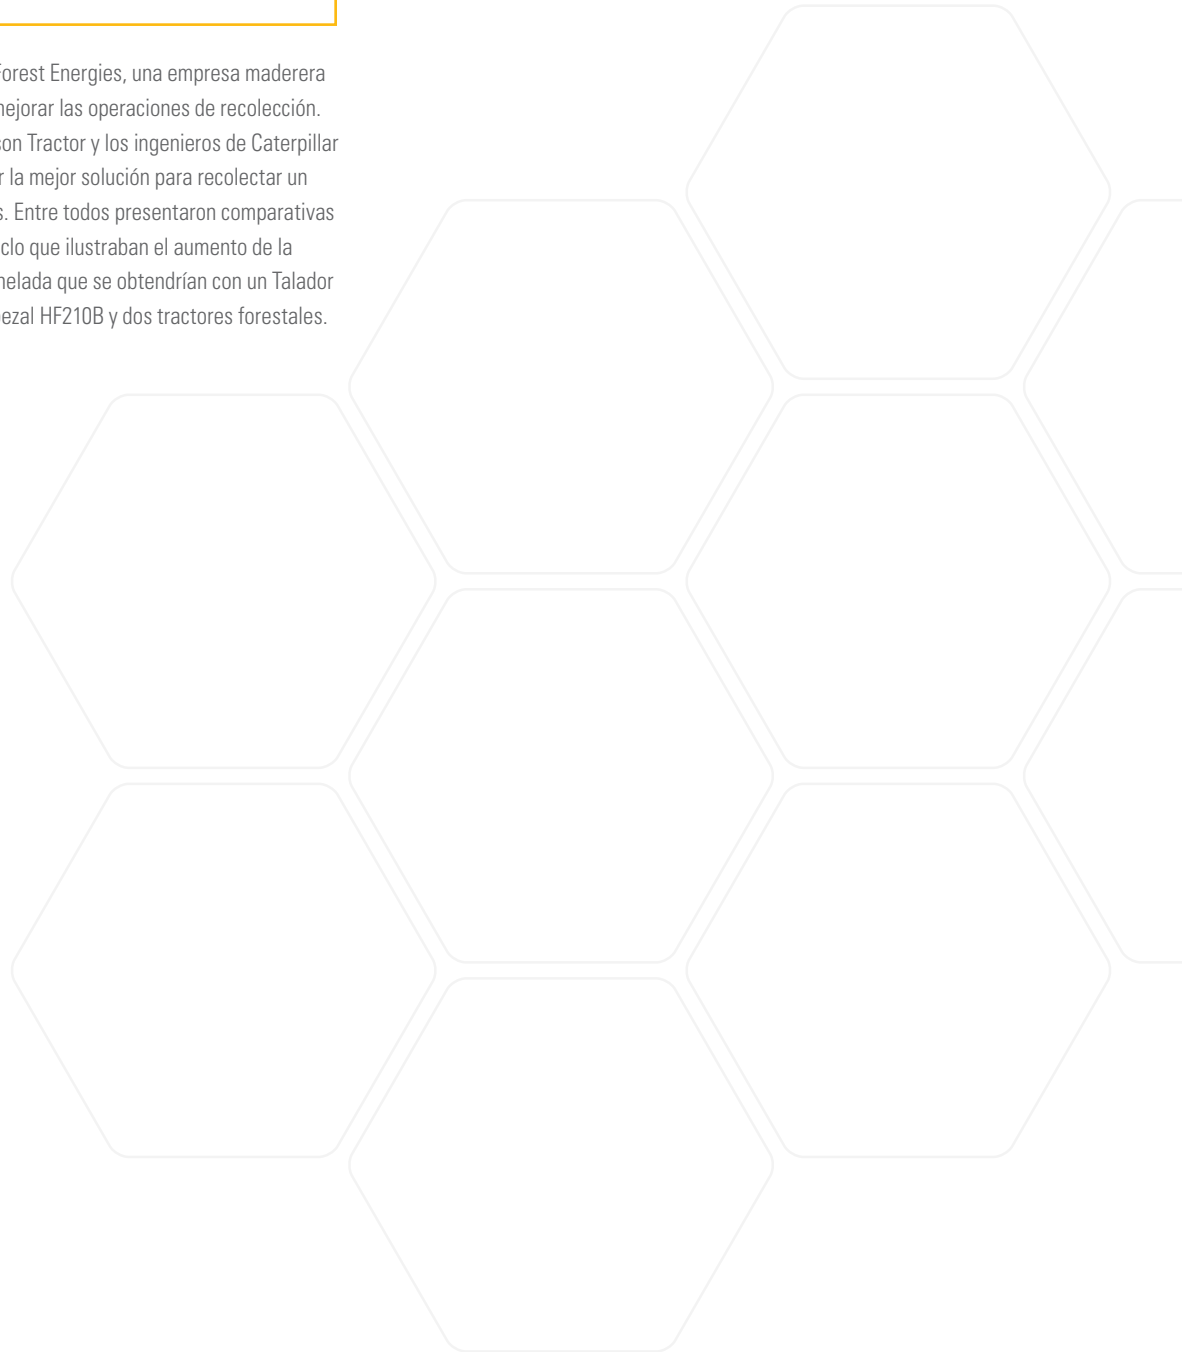 Forest Energies, una empresa maderera
mejorar las operaciones de recolección.
son Tractor y los ingenieros de Caterpillar
r la mejor solución para recolectar un
s. Entre todos presentaron comparativas
clo que ilustraban el aumento de la
nelada que se obtendrían con un Talador
ezal HF210B y dos tractores forestales.